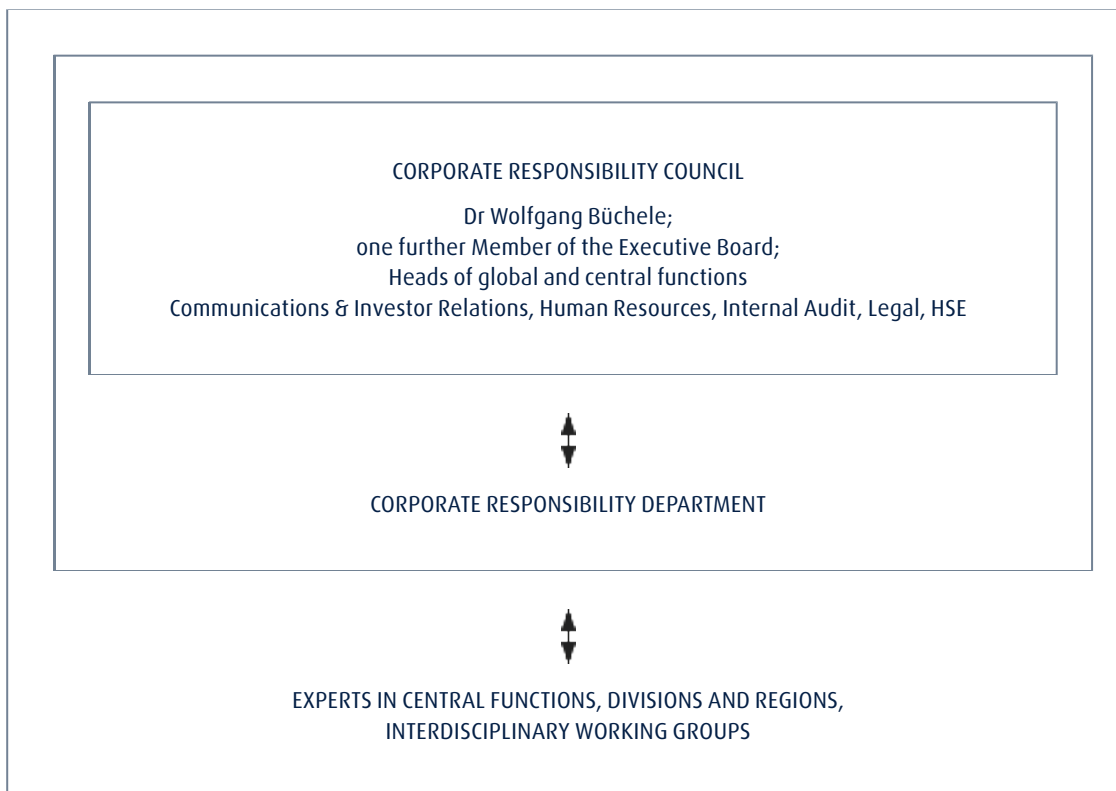 CORPORATE RESPONSIBILITY COUNCIL
Dr Wolfgang Büchele;
one further Member of the Executive Board;
Heads of global and central functions
Communications & Investor Relations, Human Resources, Internal Audit, Legal, HSE
CORPORATE RESPONSIBILITY DEPARTMENT
EXPERTS IN CENTRAL FUNCTIONS, DIVISIONS AND REGIONS,
INTERDISCIPLINARY WORKING GROUPS